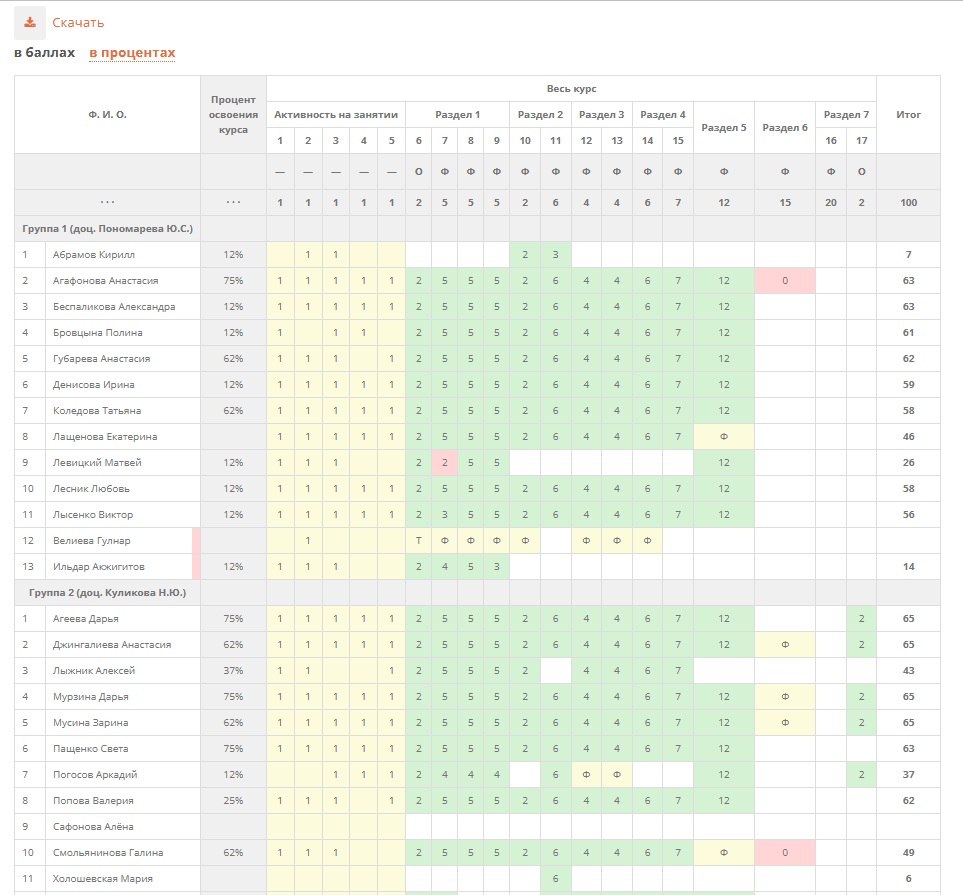 Скачать
в баллах в процентах
Весь курс
Ф. И. О. Процент освоения курса Активность на занятии Раздел 1 Раздел 2 Раздел 3 Раздел 4 Раздел 5 Раздел 6 Раздел 7 Итог
1 2 3 4 5 6 7 8 9 10 11 12 13 14 15 16 17
— — — — — О Ф Ф Ф Ф Ф Ф Ф Ф Ф Ф Ф Ф О
... ... 1 1 1 1 1 2 5 5 5 2 6 4 4 6 7 12 15 20 2 100
Группа 1 (доц. Пономарева Ю.С.)
1 Абрамов Кирилл 12% 1 1 2 3 7
2 Агафонова Анастасия 75% 1 1 1 1 1 2 5 5 5 2 6 4 4 6 7 12 0 63
3 Беспаликова Александра 12% 1 1 1 1 1 2 5 5 5 2 6 4 4 6 7 12 63
4 Бровцына Полина 12% 1 1 1 2 5 5 5 2 6 4 4 6 7 12 61
5 Губарева Анастасия 62% 1 1 1 1 2 5 5 5 2 6 4 4 6 7 12 62
6 Денисова Ирина 12% 1 1 1 1 1 2 5 5 5 2 6 4 4 6 7 12 59
7 Коледова Татьяна 62% 1 1 1 1 1 2 5 5 5 2 6 4 4 6 7 12 58
8 Лащенова Екатерина 1 1 1 1 1 2 5 5 5 2 6 4 4 6 7 Ф 46
9 Левицкий Матвей 12% 1 1 1 2 2 5 5 12 26
10 Лесник Любовь 12% 1 1 1 1 1 2 5 5 5 2 6 4 4 6 7 12 58
11 Лысенко Виктор 12% 1 1 1 1 1 2 3 5 5 2 6 4 4 6 7 12 56
12 Велиева Гулнар 1 Т Ф Ф Ф Ф Ф Ф Ф
13 Ильдар Акжигитов 12% 1 1 1 2 4 5 3 14
Группа 2 (доц. Куликова Н.Ю.)
1 Агеева Дарья 75% 1 1 1 1 1 2 5 5 5 2 6 4 4 6 7 12 2 65
2 Джингалиева Анастасия 62% 1 1 1 1 1 2 5 5 5 2 6 4 4 6 7 12 Ф 2 65
3 Лыжник Алексей 37% 1 1 1 2 5 5 5 2 4 4 6 7 43
4 Мурзина Дарья 75% 1 1 1 1 1 2 5 5 5 2 6 4 4 6 7 12 Ф 2 65
5 Мусина Зарина 62% 1 1 1 1 1 2 5 5 5 2 6 4 4 6 7 12 Ф 2 65
6 Пащенко Света 75% 1 1 1 1 1 2 5 5 5 2 6 4 4 6 7 12 63
7 Погосов Аркадий 12% 1 1 1 2 4 4 4 6 Ф Ф 12 2 37
8 Попова Валерия 25% 1 1 1 1 2 5 5 5 2 6 4 4 6 7 12 62
9 Сафонова Алёна
10 Смольянинова Галина 62% 1 1 1 2 5 5 5 2 6 4 4 6 7 Ф 0 49
11 Холошевская Мария 6 6